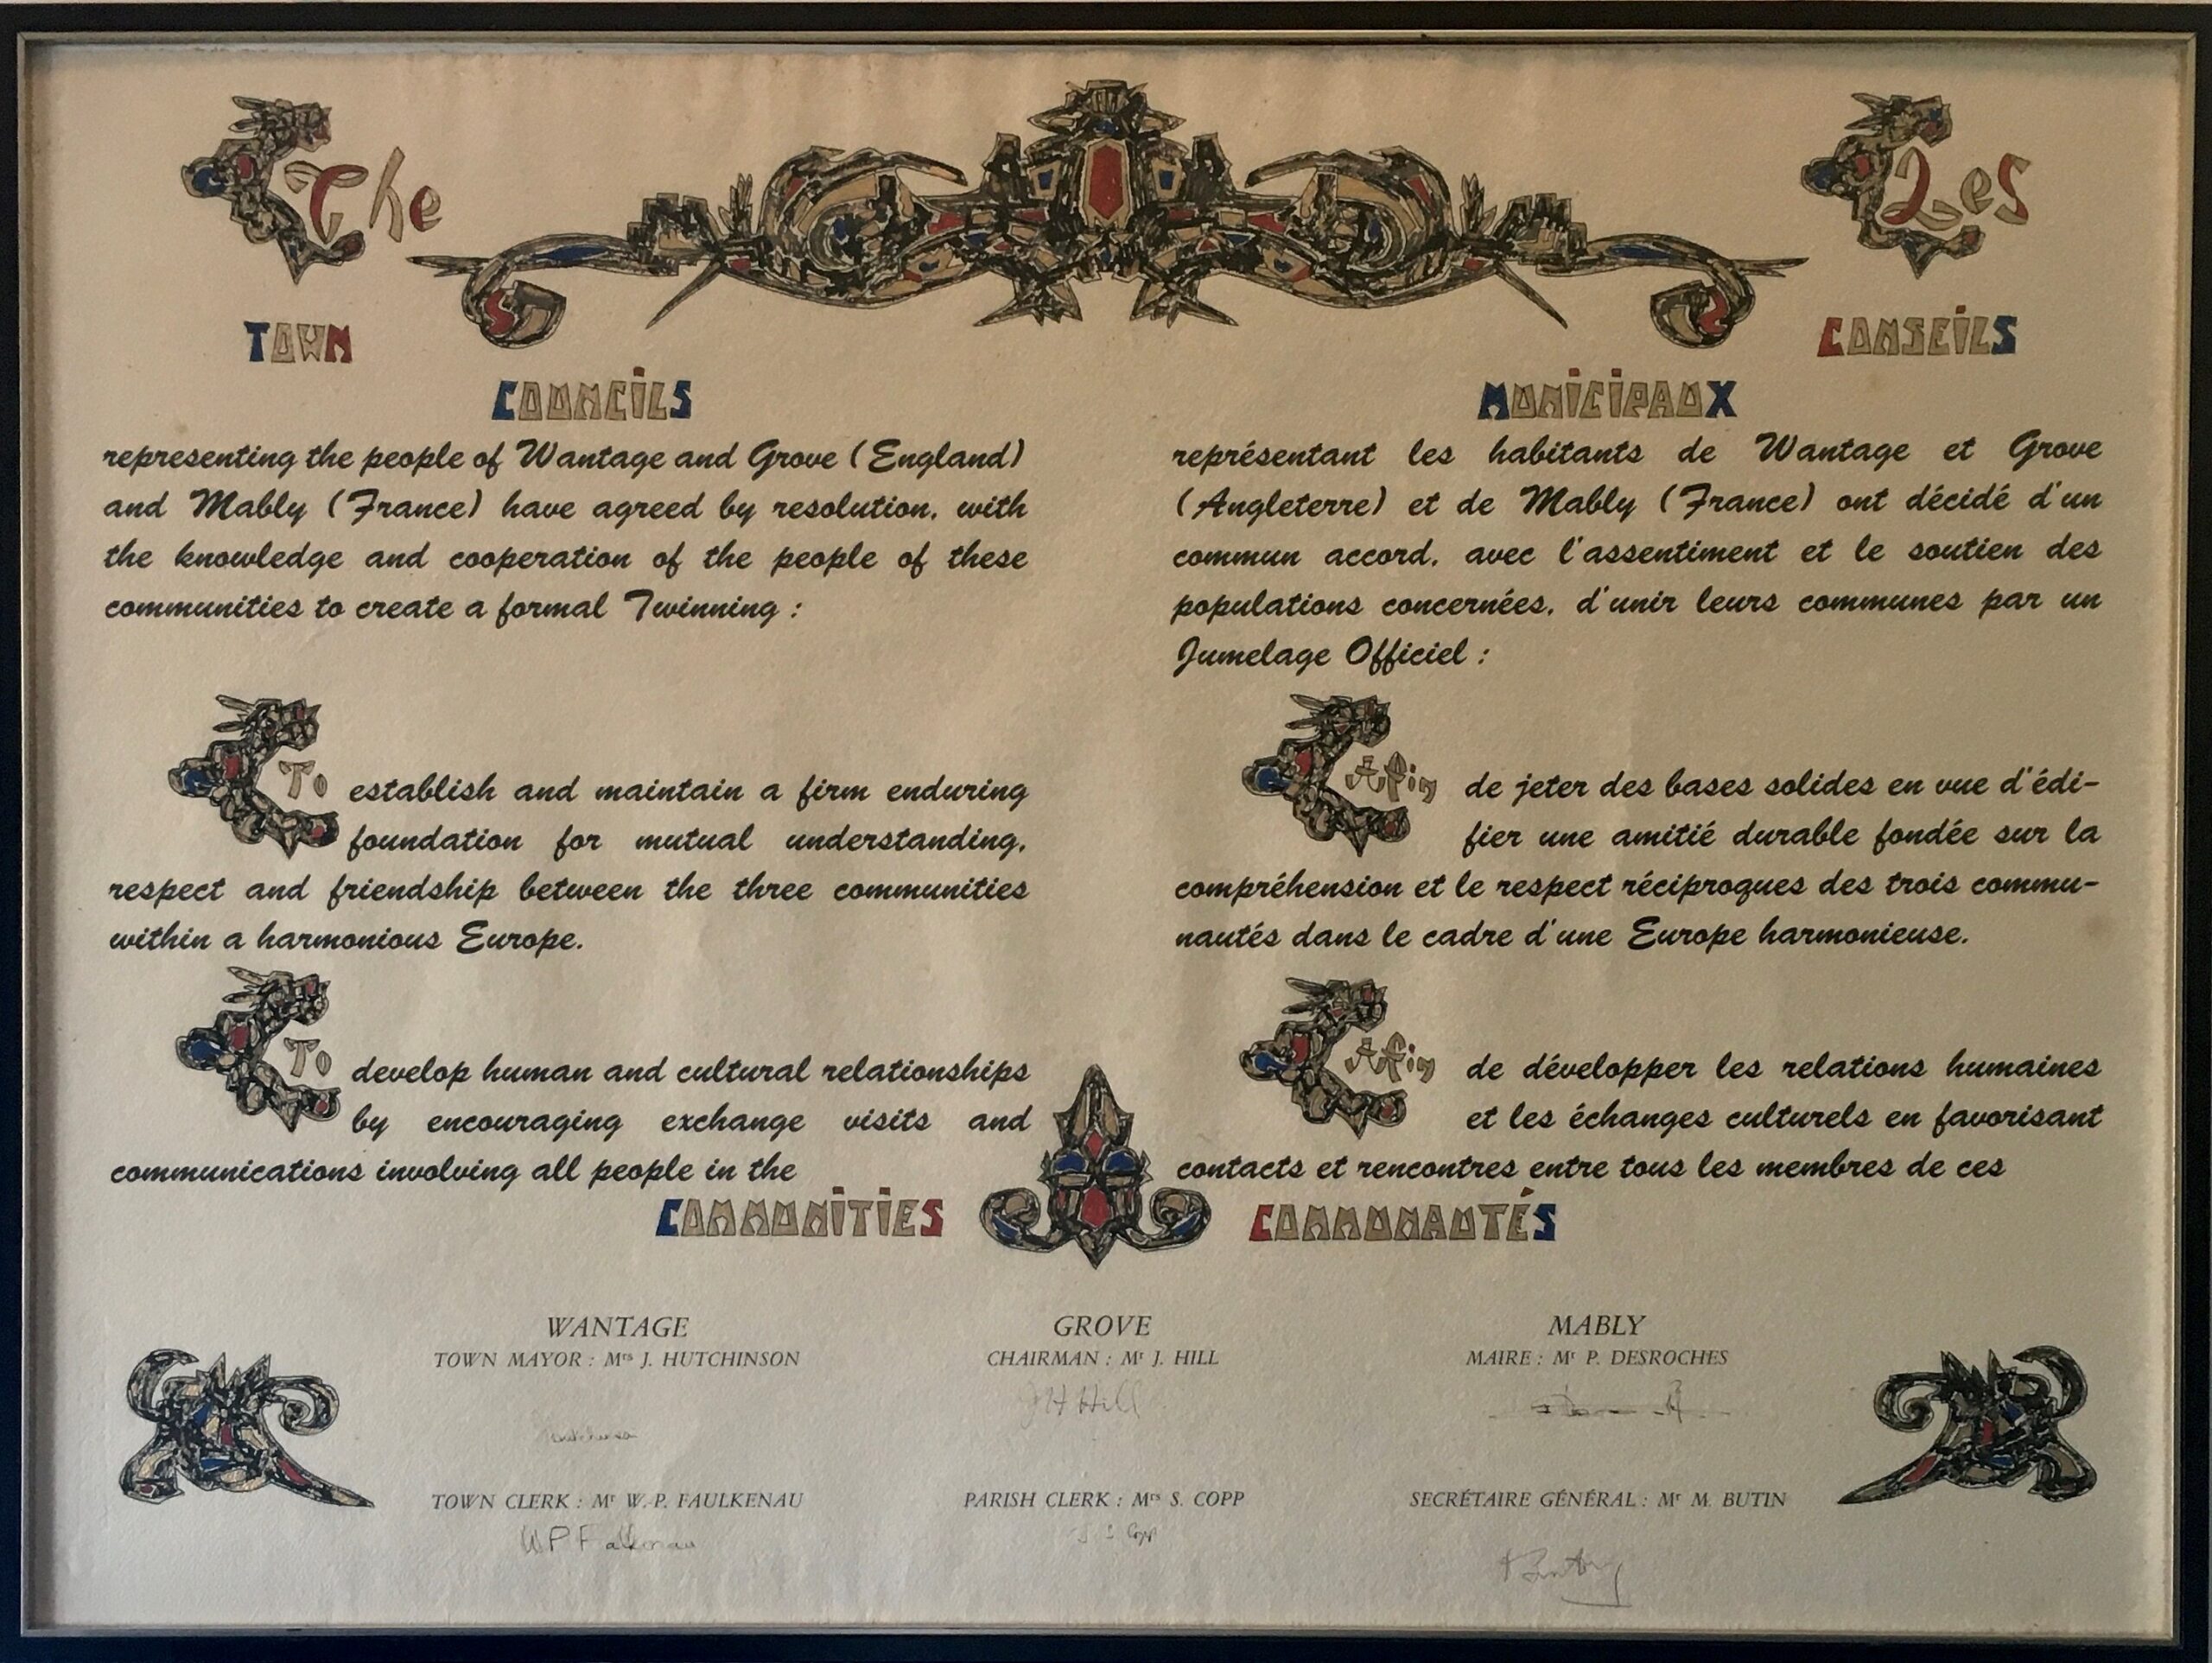 The
TOWN
COUNCILS
representing the people of Wantage and Grove (England)
and Mably (France) have agreed by resolution, with
the knowledge and cooperation of the people of these
communities to create a formal Twinning :
To establish and maintain a firm enduring
foundation for mutual understanding,
respect and friendship between the three communities
within a harmonious Europe.
To develop human and cultural relationships
by encouraging exchange visits and
communications involving all people in the
COMMUNITIES
Les
CONSEILS
MUNICIPAUX
représentant les habitants de Wantage et Grove
(Angleterre) et de Mably (France) ont décidé d'un
commun accord, avec l'assentiment et le soutien des
populations concernées, d'unir leurs communes par un
Jumelage Officiel :
Afin de jeter des bases solides en vue d'édi-
fier une amitié durable fondée sur la
compréhension et le respect réciproques des trois commu-
nautés dans le cadre d'une Europe harmonieuse.
Afin de développer les relations humaines
et les échanges culturels en favorisant
contacts et rencontres entre tous les membres de ces
COMMUNAUTÉS
WANTAGE
TOWN MAYOR : Mrs J. HUTCHINSON
TOWN CLERK : Mr W.-P. FAULKENAU
GROVE
CHAIRMAN : Mr J. HILL
J H Hill
PARISH CLERK : Mrs S. COPP
MABLY
MAIRE : Mr P. DESROCHES
SECRÉTAIRE GÉNÉRAL : Mr M. BUTIN